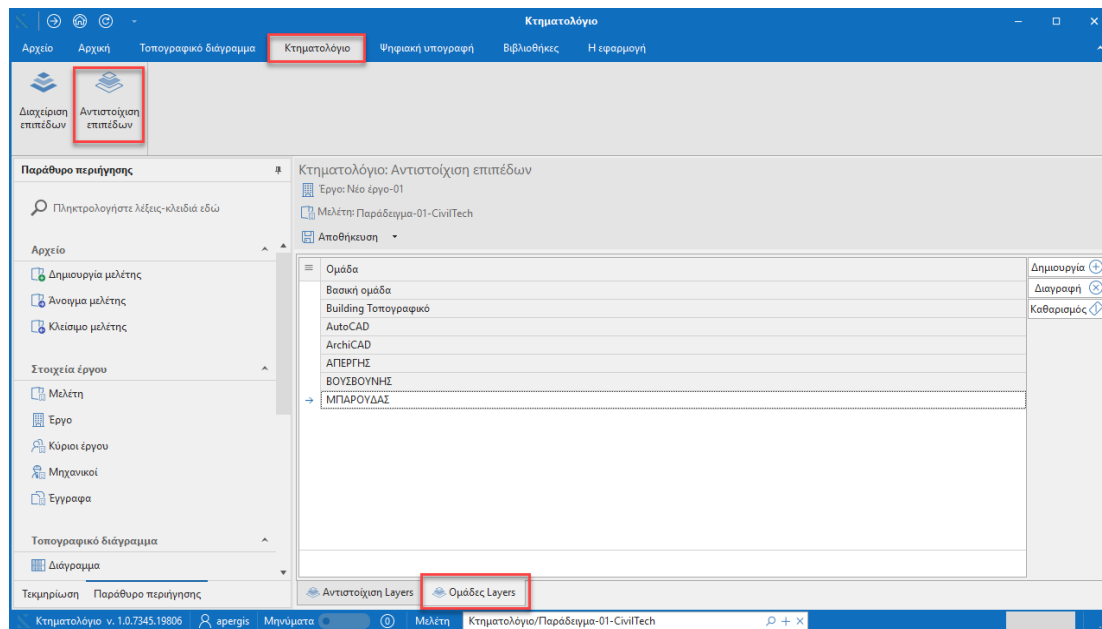 Κτηματολόγιο
Αρχείο Αρχική Τοπογραφικό διάγραμμα Κτηματολόγιο Ψηφιακή υπογραφή Βιβλιοθήκες Η εφαρμογή
Διαχείριση επιπέδων
Αντιστοίχιση επιπέδων
Παράθυρο περιήγησης
Πληκτρολογήστε λέξεις-κλειδιά εδώ
Αρχείο
Δημιουργία μελέτης
Άνοιγμα μελέτης
Κλείσιμο μελέτης
Στοιχεία έργου
Μελέτη
Έργο
Κύριοι έργου
Μηχανικοί
Έγγραφα
Τοπογραφικό διάγραμμα
Διάγραμμα
Τεκμηρίωση Παράθυρο περιήγησης
Κτηματολόγιο: Αντιστοίχιση επιπέδων
Έργο: Νέο έργο-01
Μελέτη: Παράδειγμα-01-CivilTech
Αποθήκευση
Ομάδα
Βασική ομάδα
Building Τοπογραφικό
AutoCAD
ArchiCAD
ΑΠΕΡΓΗΣ
ΒΟΥΣΒΟΥΝΗΣ
ΜΠΑΡΟΥΔΑΣ
Δημιουργία
Διαγραφή
Καθαρισμός
Αντιστοίχιση Layers Ομάδες Layers
Κτηματολόγιο v. 1.0.7345.19806 apergis Μηνύματα (0) Μελέτη Κτηματολόγιο/Παράδειγμα-01-CivilTech